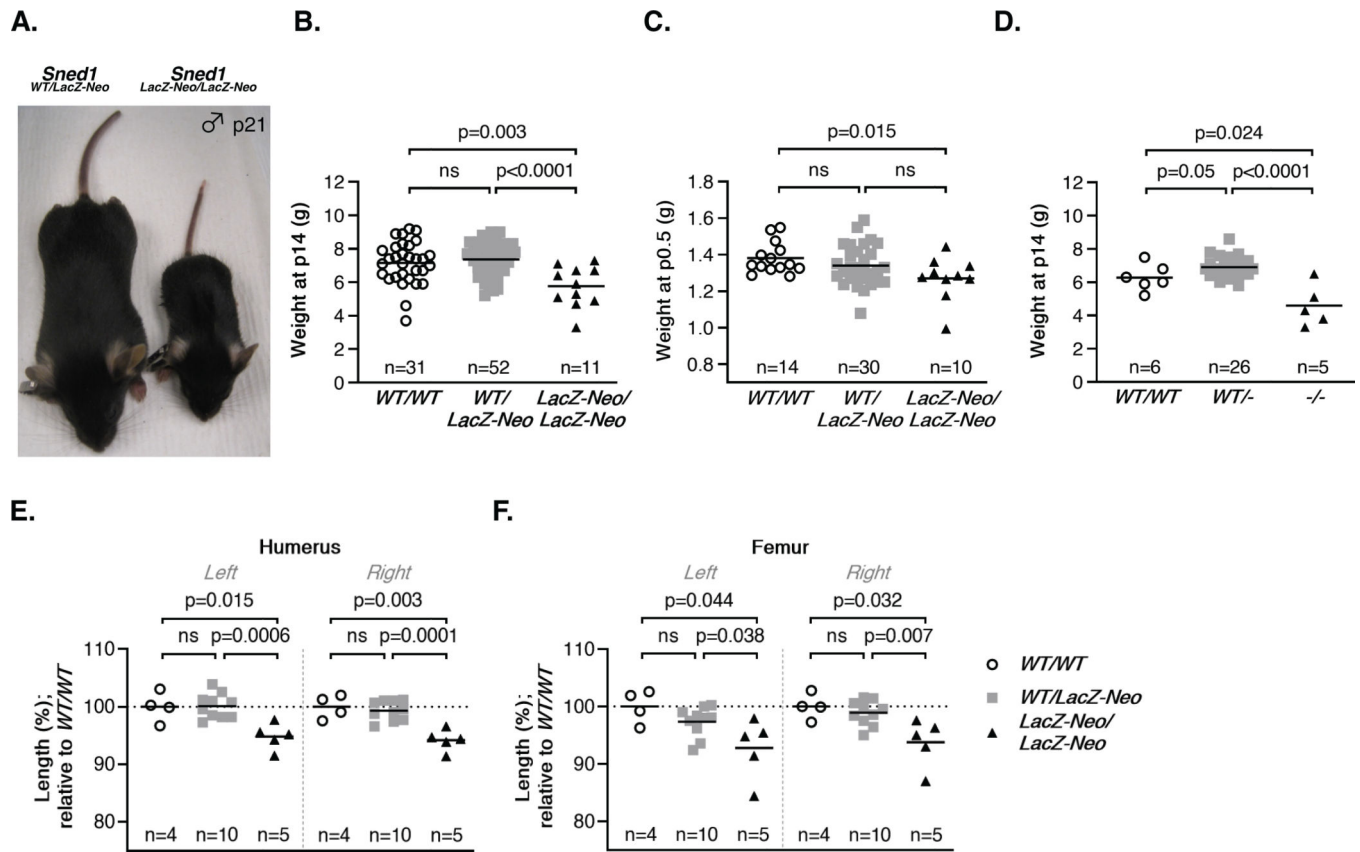 A.
Sned1
WT/LacZ-Neo
Sned1
LacZ-Neo/LacZ-Neo
♂ p21
B.
p=0.003
ns
p<0.0001
Weight at p14 (g)
12
10
8
6
4
2
0
n=31
n=52
n=11
WT/WT
WT/
LacZ-Neo
LacZ-Neo/
LacZ-Neo
C.
p=0.015
ns
ns
Weight at p0.5 (g)
1.8
1.6
1.4
1.2
1.0
0.8
n=14
n=30
n=10
WT/WT
WT/
LacZ-Neo
LacZ-Neo/
LacZ-Neo
D.
p=0.024
p=0.05
p<0.0001
Weight at p14 (g)
12
10
8
6
4
2
0
n=6
n=26
n=5
WT/WT
WT/-
-/-
E.
Humerus
Left
Right
p=0.015
p=0.003
ns
p=0.0006
ns
p=0.0001
Length (%);
relative to WT/WT
110
100
90
80
n=4
n=10
n=5
n=4
n=10
n=5
F.
Femur
Left
Right
p=0.044
p=0.032
ns
p=0.038
ns
p=0.007
Length (%);
relative to WT/WT
110
100
90
80
n=4
n=10
n=5
n=4
n=10
n=5
WT/WT
WT/LacZ-Neo
LacZ-Neo/
LacZ-Neo